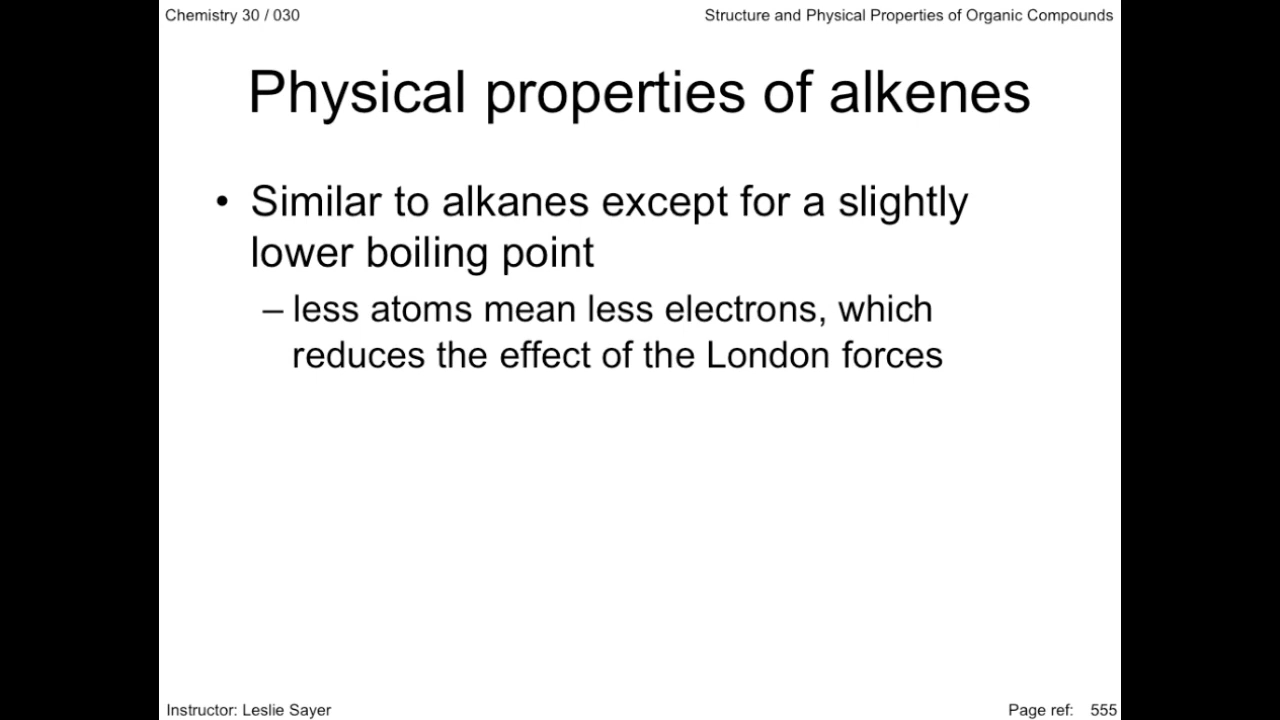 Chemistry 30 / 030
Structure and Physical Properties of Organic Compounds
Physical properties of alkenes
• Similar to alkanes except for a slightly
lower boiling point
– less atoms mean less electrons, which
reduces the effect of the London forces
Instructor: Leslie Sayer
Page ref: 555